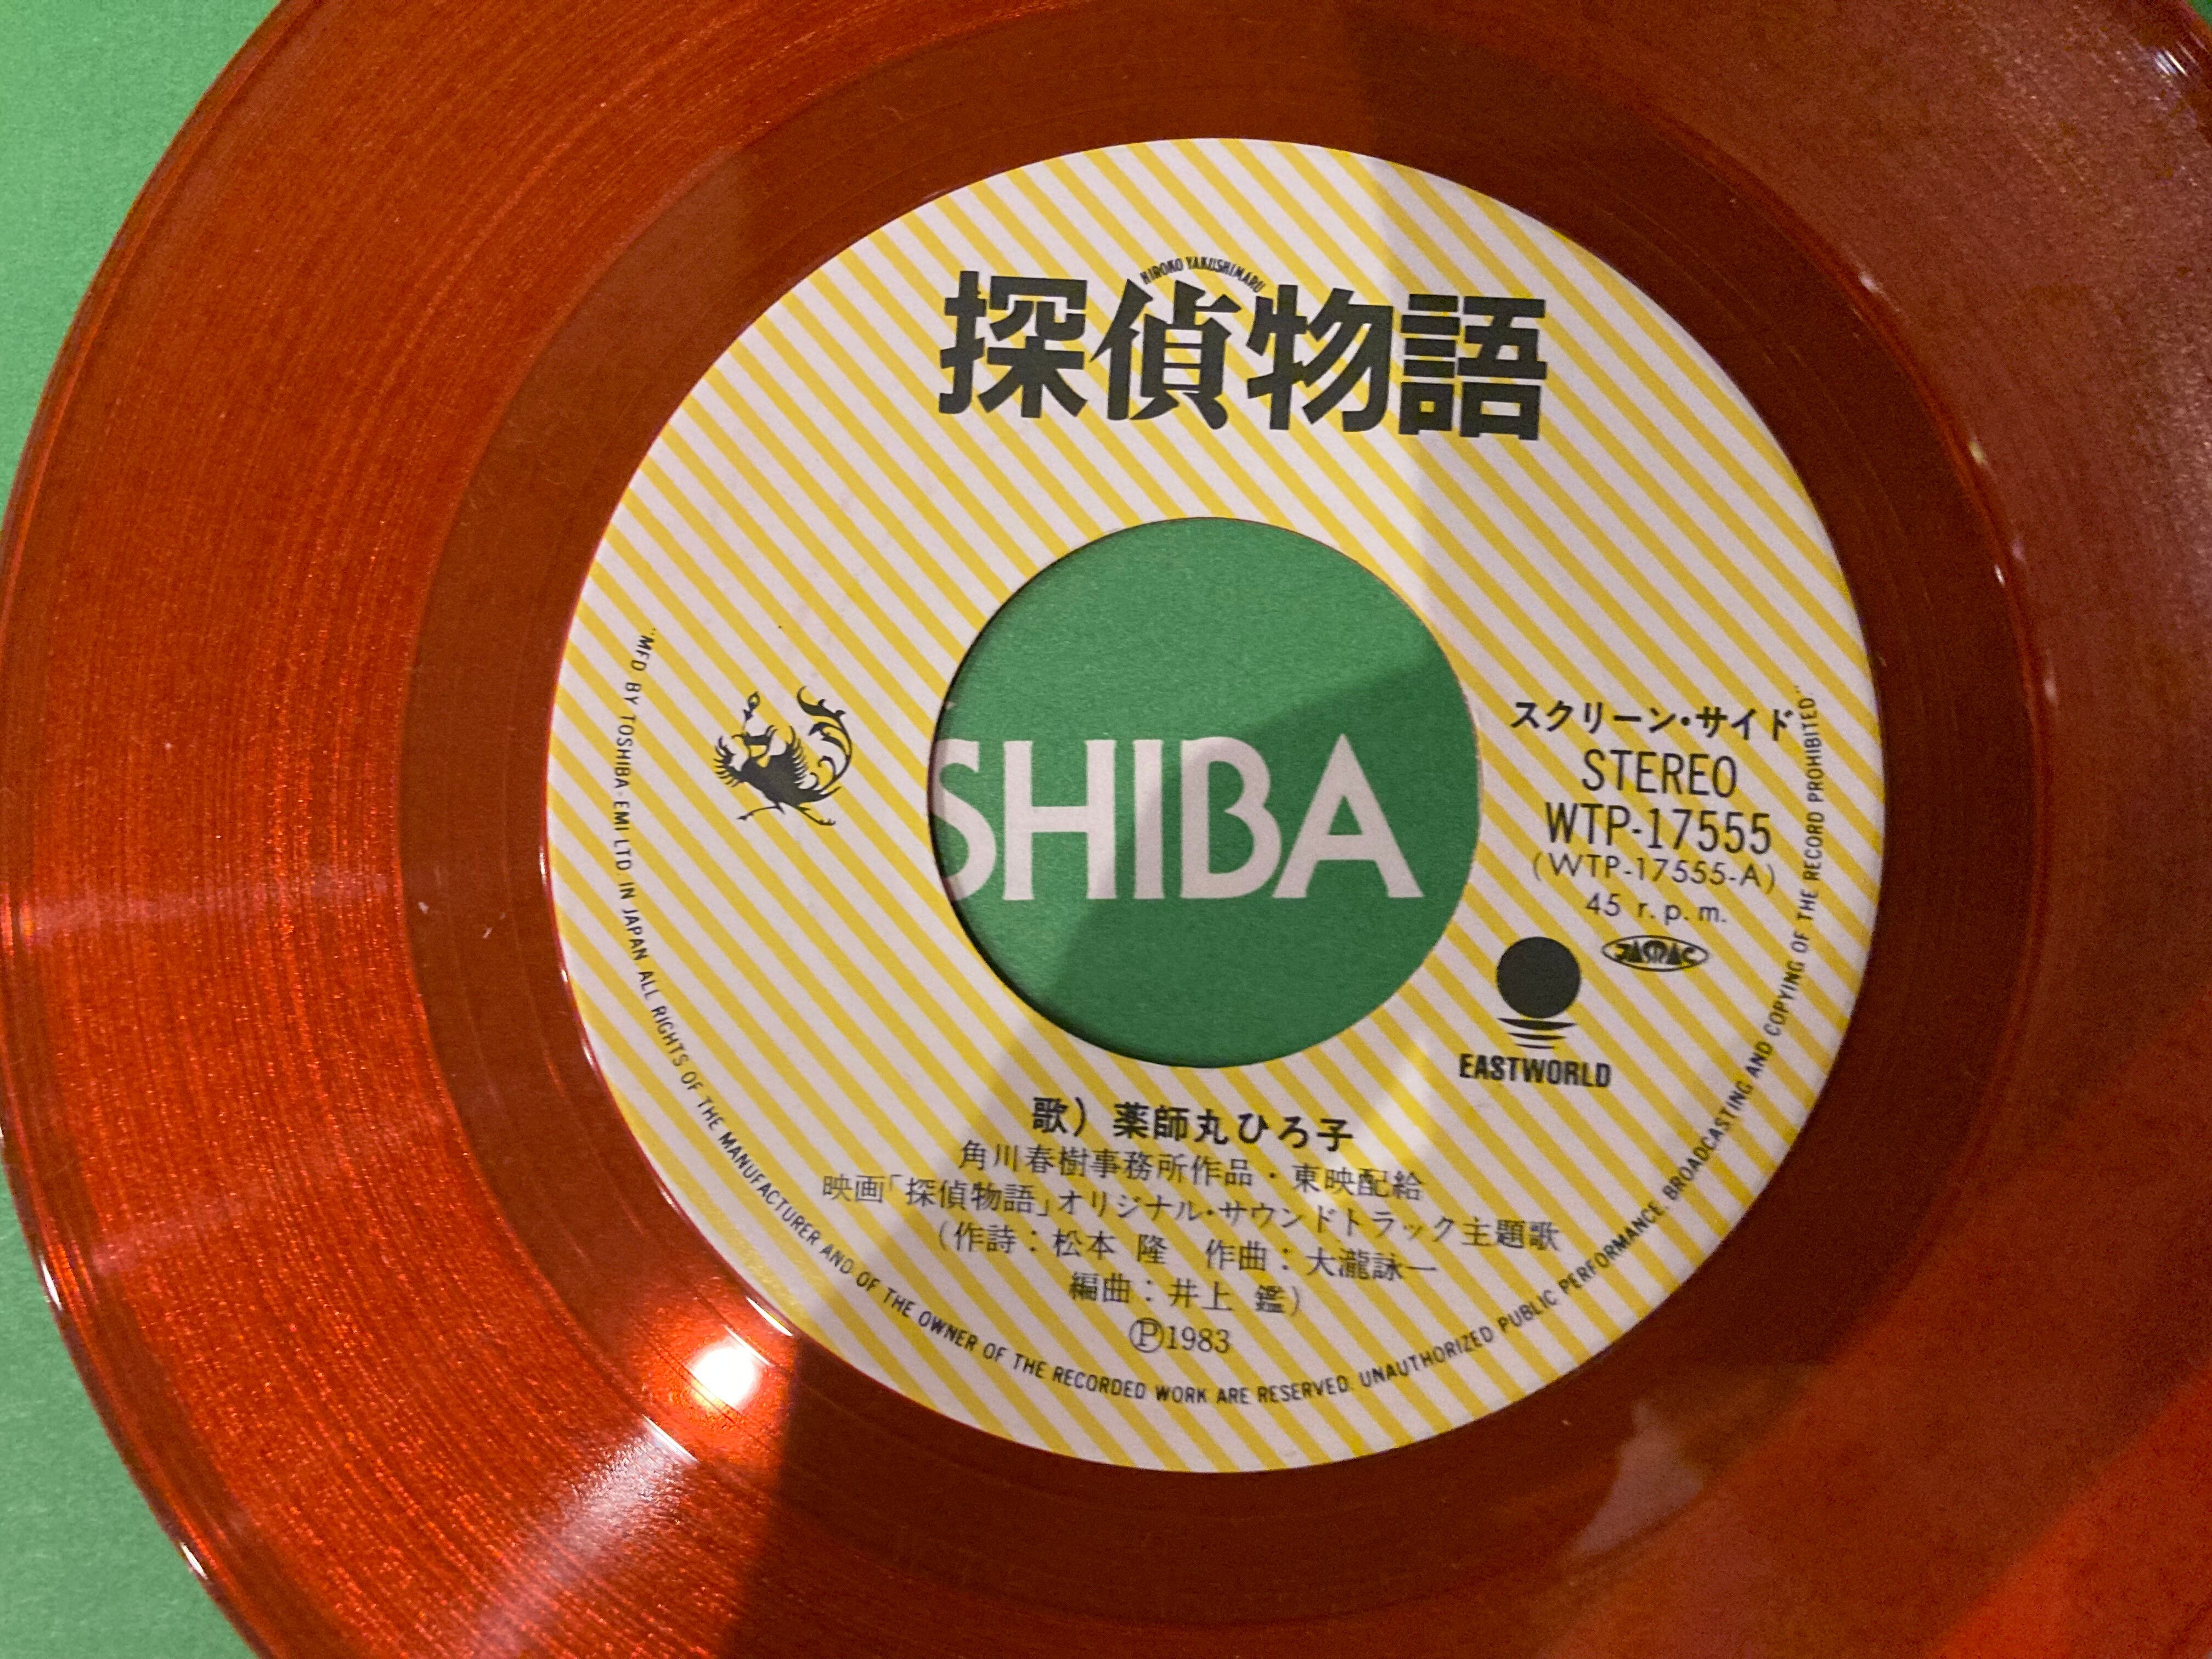 HIROKO YAKUSHIMARU
探偵物語
SHIBA
スクリーン・サイド
STEREO
WTP-17555
(WTP-17555-A)
45 r.p.m.
JASRAC
EASTWORLD
歌）薬師丸ひろ子
角川春樹事務所作品・東映配給
映画「探偵物語」オリジナル・サウンドトラック主題歌
(作詩：松本 隆　作曲：大瀧詠一
編曲：井上 鑑)
Ⓟ1983
"MFD BY TOSHIBA-EMI LTD. IN JAPAN ALL RIGHTS OF THE MANUFACTURER AND OF THE OWNER OF THE RECORDED WORK ARE RESERVED. UNAUTHORIZED PUBLIC PERFORMANCE, BROADCASTING AND COPYING OF THE RECORD PROHIBITED."